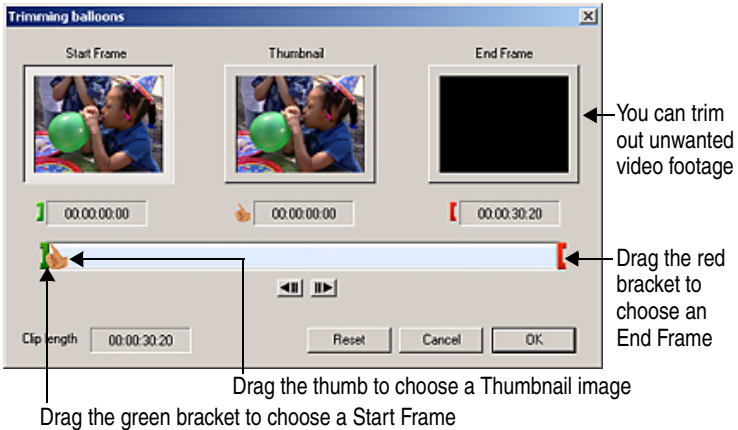 Trimming balloons
Start Frame
Thumbnail
End Frame
You can trim
out unwanted
video footage
00:00:00:00
00:00:00:00
00:00:30:20
Drag the red
bracket to
choose an
End Frame
Clip length
00:00:30:20
Reset
Cancel
OK
Drag the thumb to choose a Thumbnail image
Drag the green bracket to choose a Start Frame